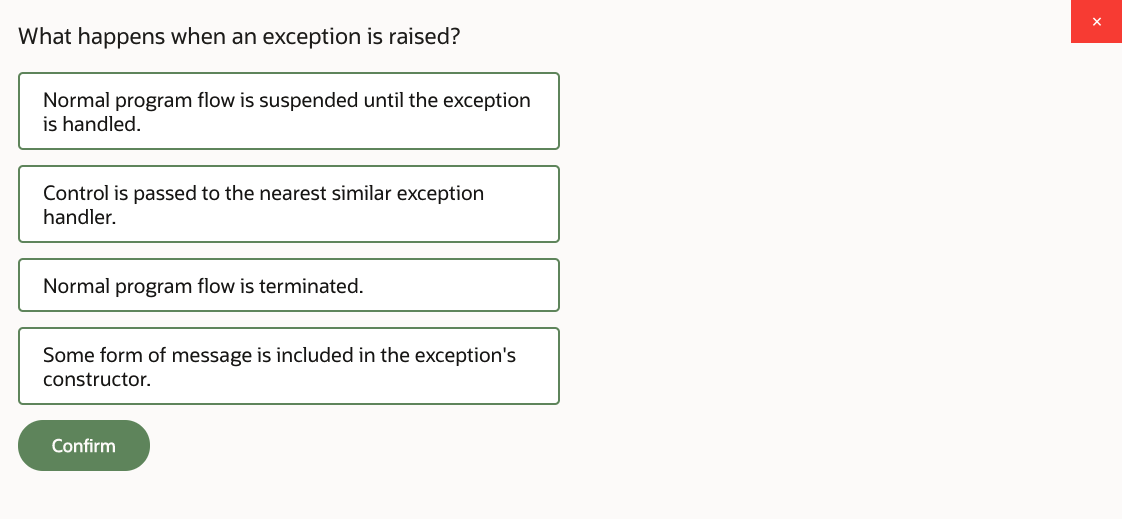 What happens when an exception is raised?
×
Normal program flow is suspended until the exception
is handled.
Control is passed to the nearest similar exception
handler.
Normal program flow is terminated.
Some form of message is included in the exception's
constructor.
Confirm